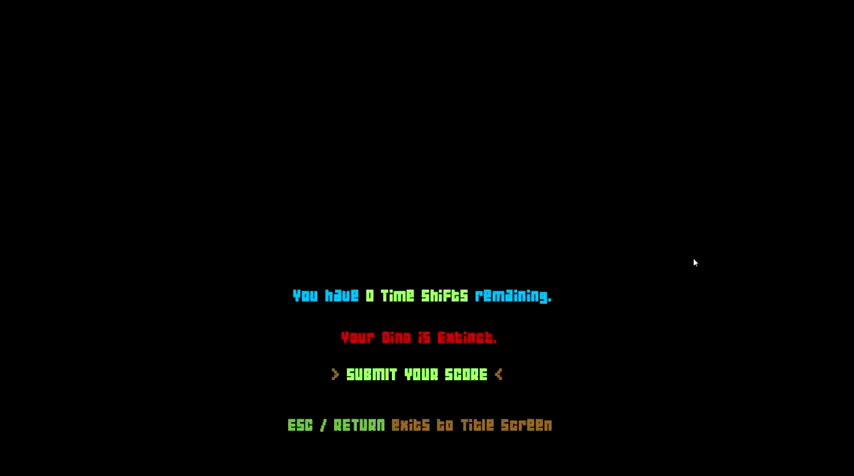 You have 0 Time Shifts remaining.
Your Dino is Extinct.
> SUBMIT YOUR SCORE <
ESC / RETURN exits to Title Screen